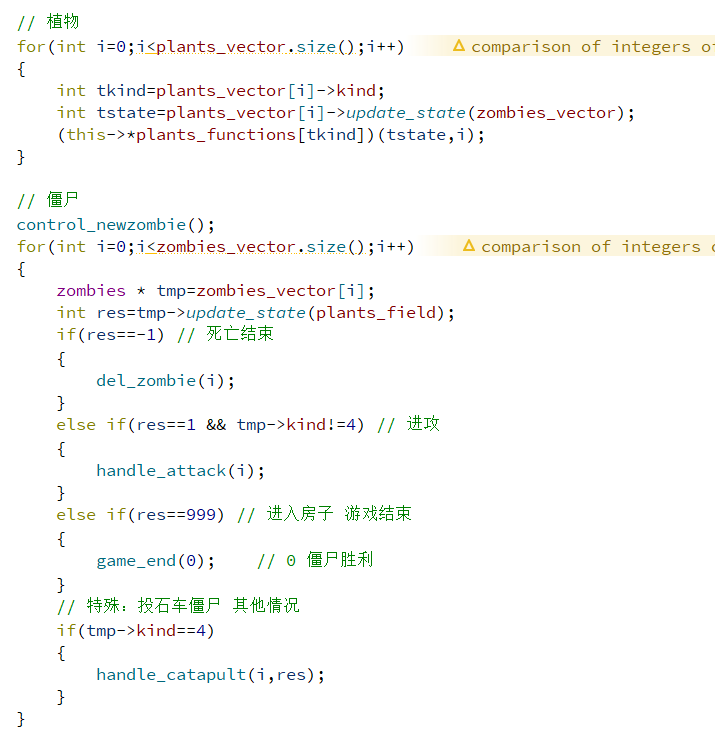 // 植物
for(int i=0;i<plants_vector.size();i++) comparison of integers of
{
    int tkind=plants_vector[i]->kind;
    int tstate=plants_vector[i]->update_state(zombies_vector);
    (this->*plants_functions[tkind])(tstate,i);
}
// 僵尸
control_newzombie();
for(int i=0;i<zombies_vector.size();i++) comparison of integers
{
    zombies * tmp=zombies_vector[i];
    int res=tmp->update_state(plants_field);
    if(res==-1) // 死亡结束
    {
        del_zombie(i);
    }
    else if(res==1 && tmp->kind!=4) // 进攻
    {
        handle_attack(i);
    }
    else if(res==999) // 进入房子 游戏结束
    {
        game_end(0);    // 0 僵尸胜利
    }
    // 特殊：投石车僵尸 其他情况
    if(tmp->kind==4)
    {
        handle_catapult(i,res);
    }
}